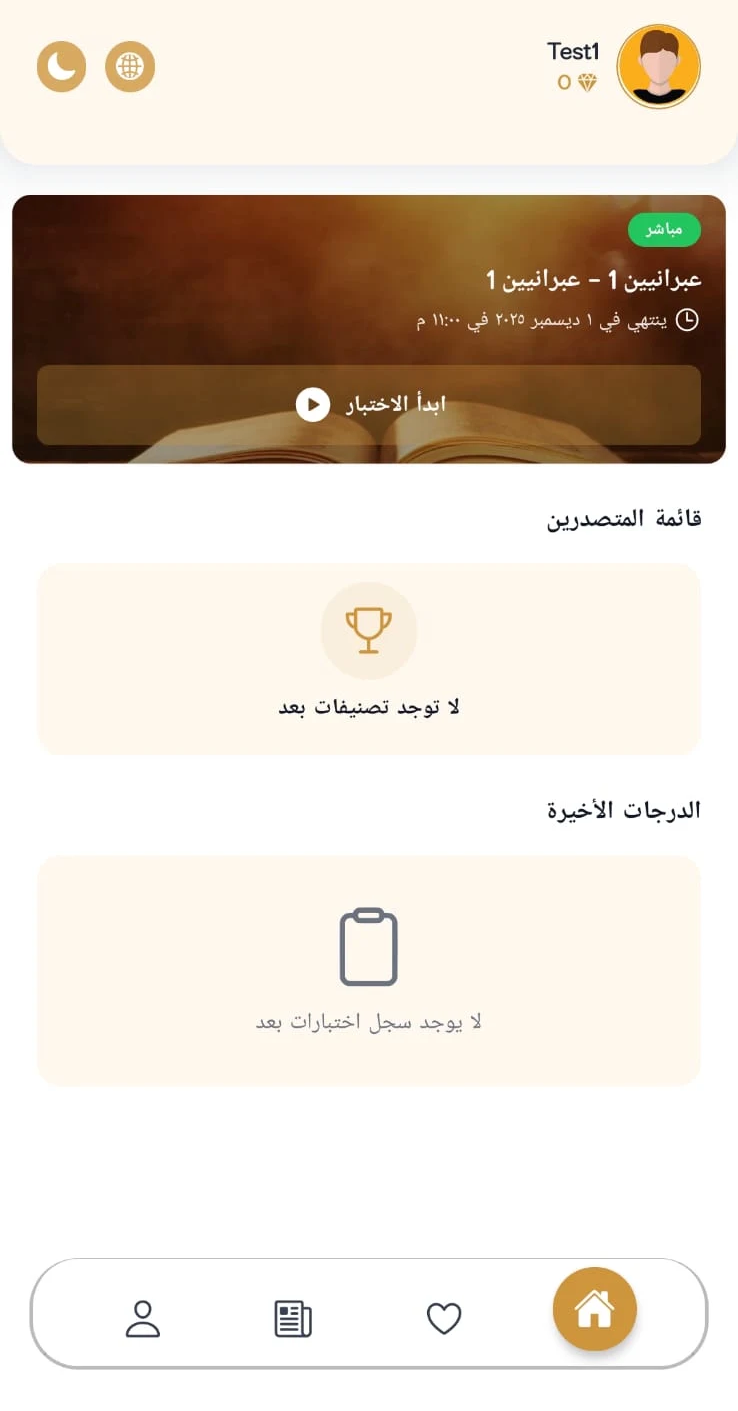 Test1
0
مباشر
عبرانيين 1 - عبرانيين 1
ينتهي في ١ ديسمبر ٢٠٢٥ في ١١:٠٠ م
ابدأ الاختبار
قائمة المتصدرين
لا توجد تصنيفات بعد
الدرجات الأخيرة
لا يوجد سجل اختبارات بعد